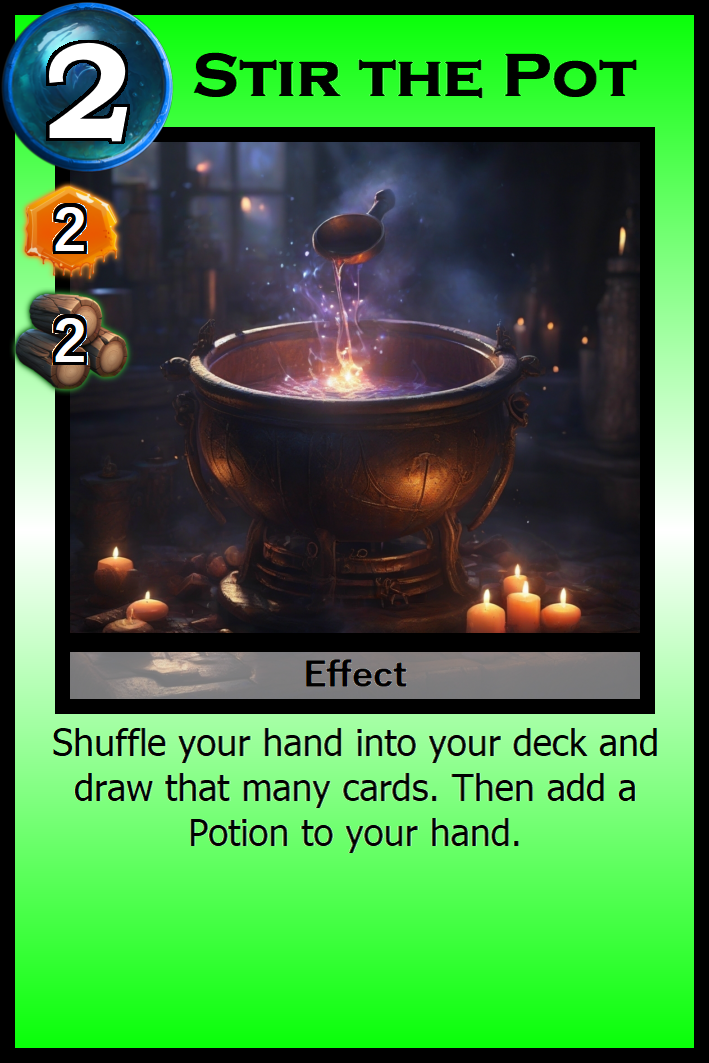 2
Stir the Pot
2
2
Effect
Shuffle your hand into your deck and
draw that many cards. Then add a
Potion to your hand.